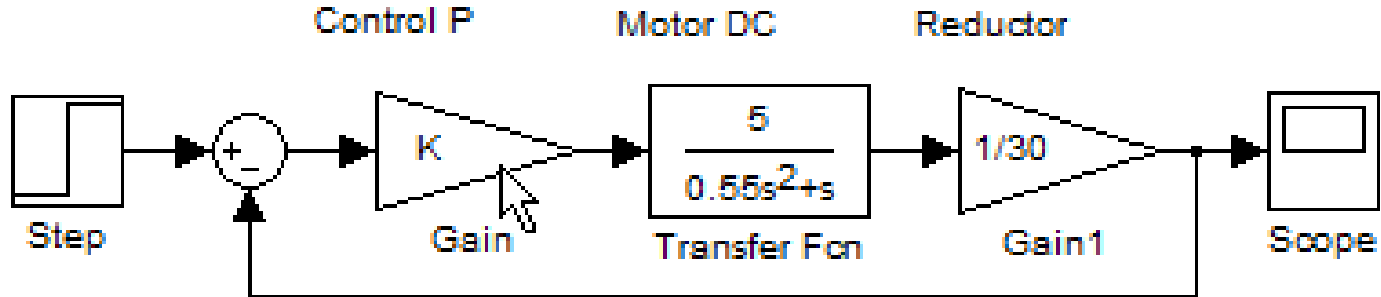 Control P
Motor DC
Reductor
+
−
K
5
0.55s²+s
1/30
Step
Gain
Transfer Fcn
Gain1
Scope